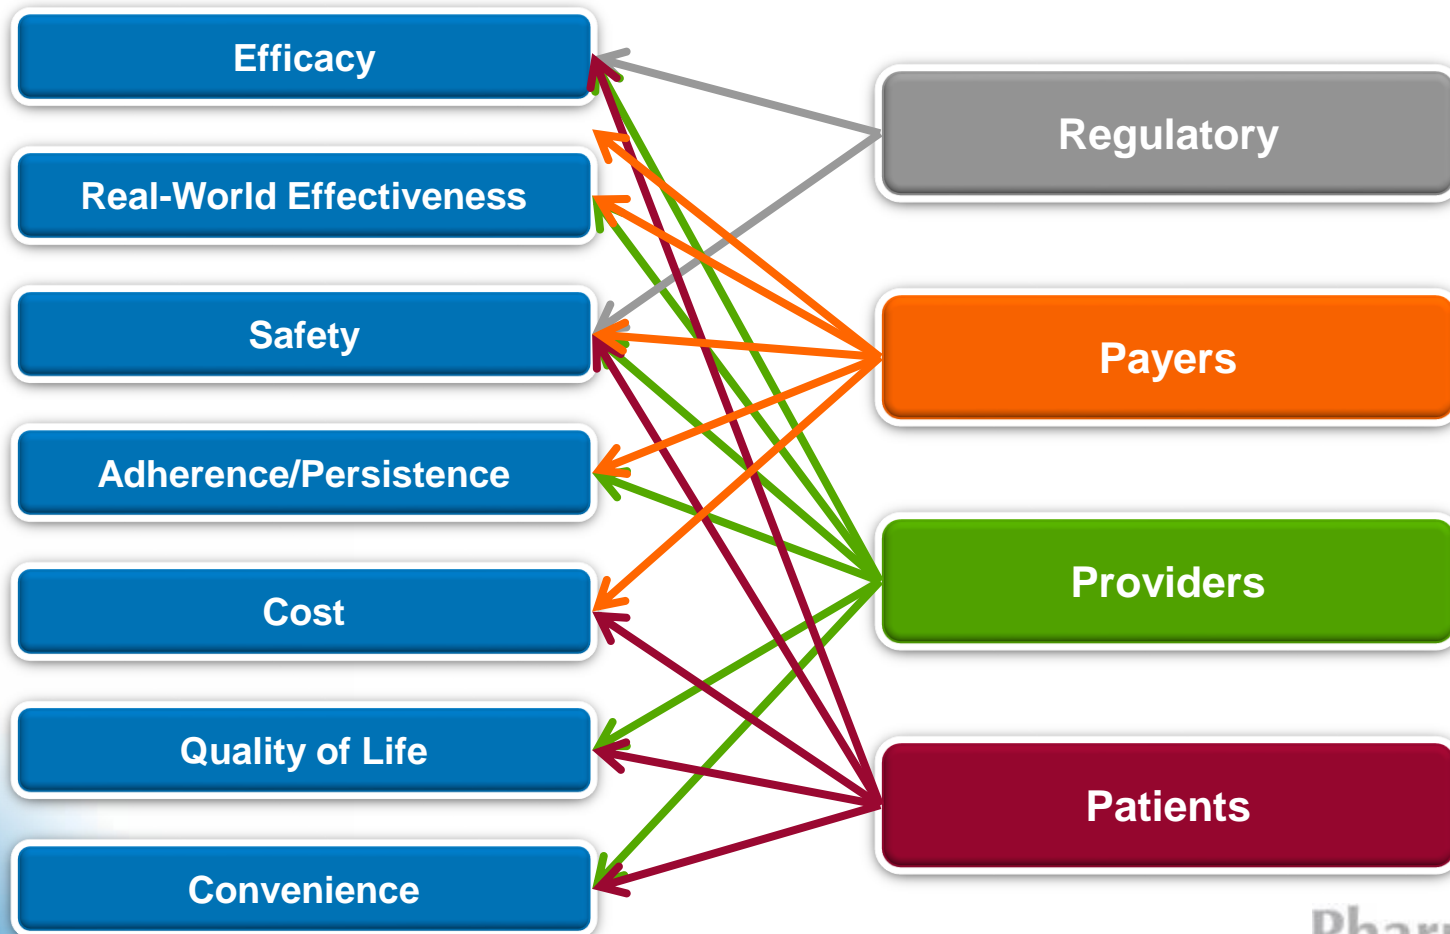 Efficacy
Real-World Effectiveness
Safety
Adherence/Persistence
Cost
Quality of Life
Convenience
Regulatory
Payers
Providers
Patients